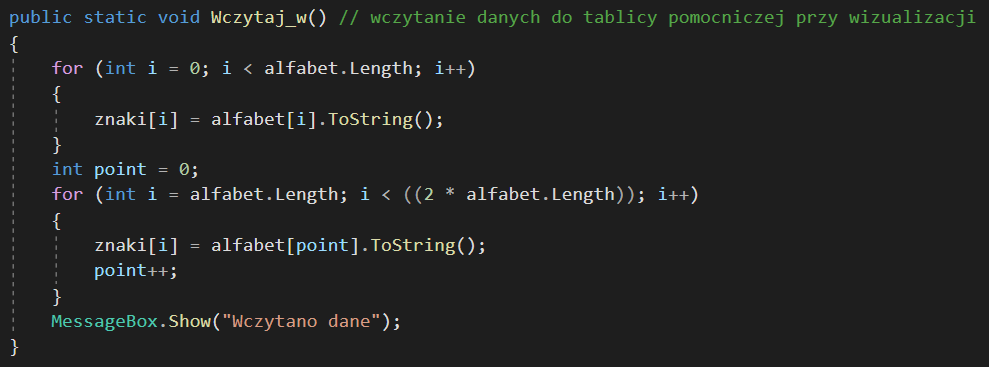 public static void Wczytaj_w() // wczytanie danych do tablicy pomocniczej przy wizualizacji
{
    for (int i = 0; i < alfabet.Length; i++)
    {
        znaki[i] = alfabet[i].ToString();
    }
    int point = 0;
    for (int i = alfabet.Length; i < ((2 * alfabet.Length)); i++)
    {
        znaki[i] = alfabet[point].ToString();
        point++;
    }
    MessageBox.Show("Wczytano dane");
}